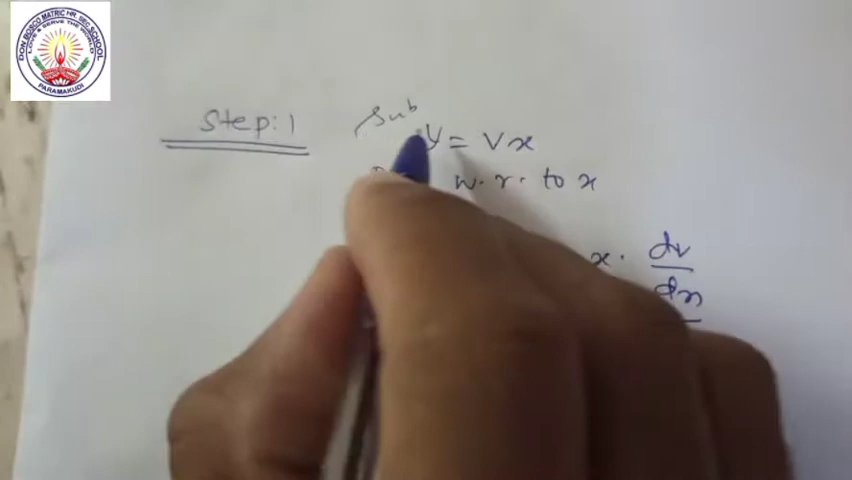 DON BOSCO MATRIC HR. SEC. SCHOOL
LOVE & SERVE THE WORLD
PARAMAKUDI
Step: 1
Sub
y = vx
w. r. to x
x . dv
dx